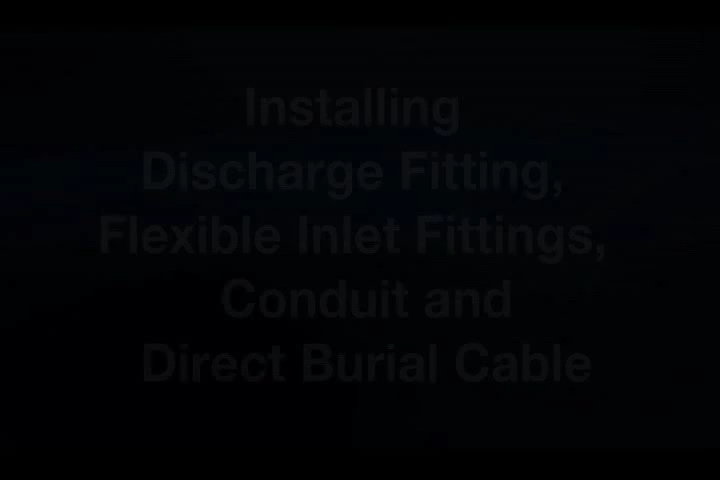 Installing
Discharge Fitting,
Flexible Inlet Fittings,
Conduit and
Direct Burial Cable